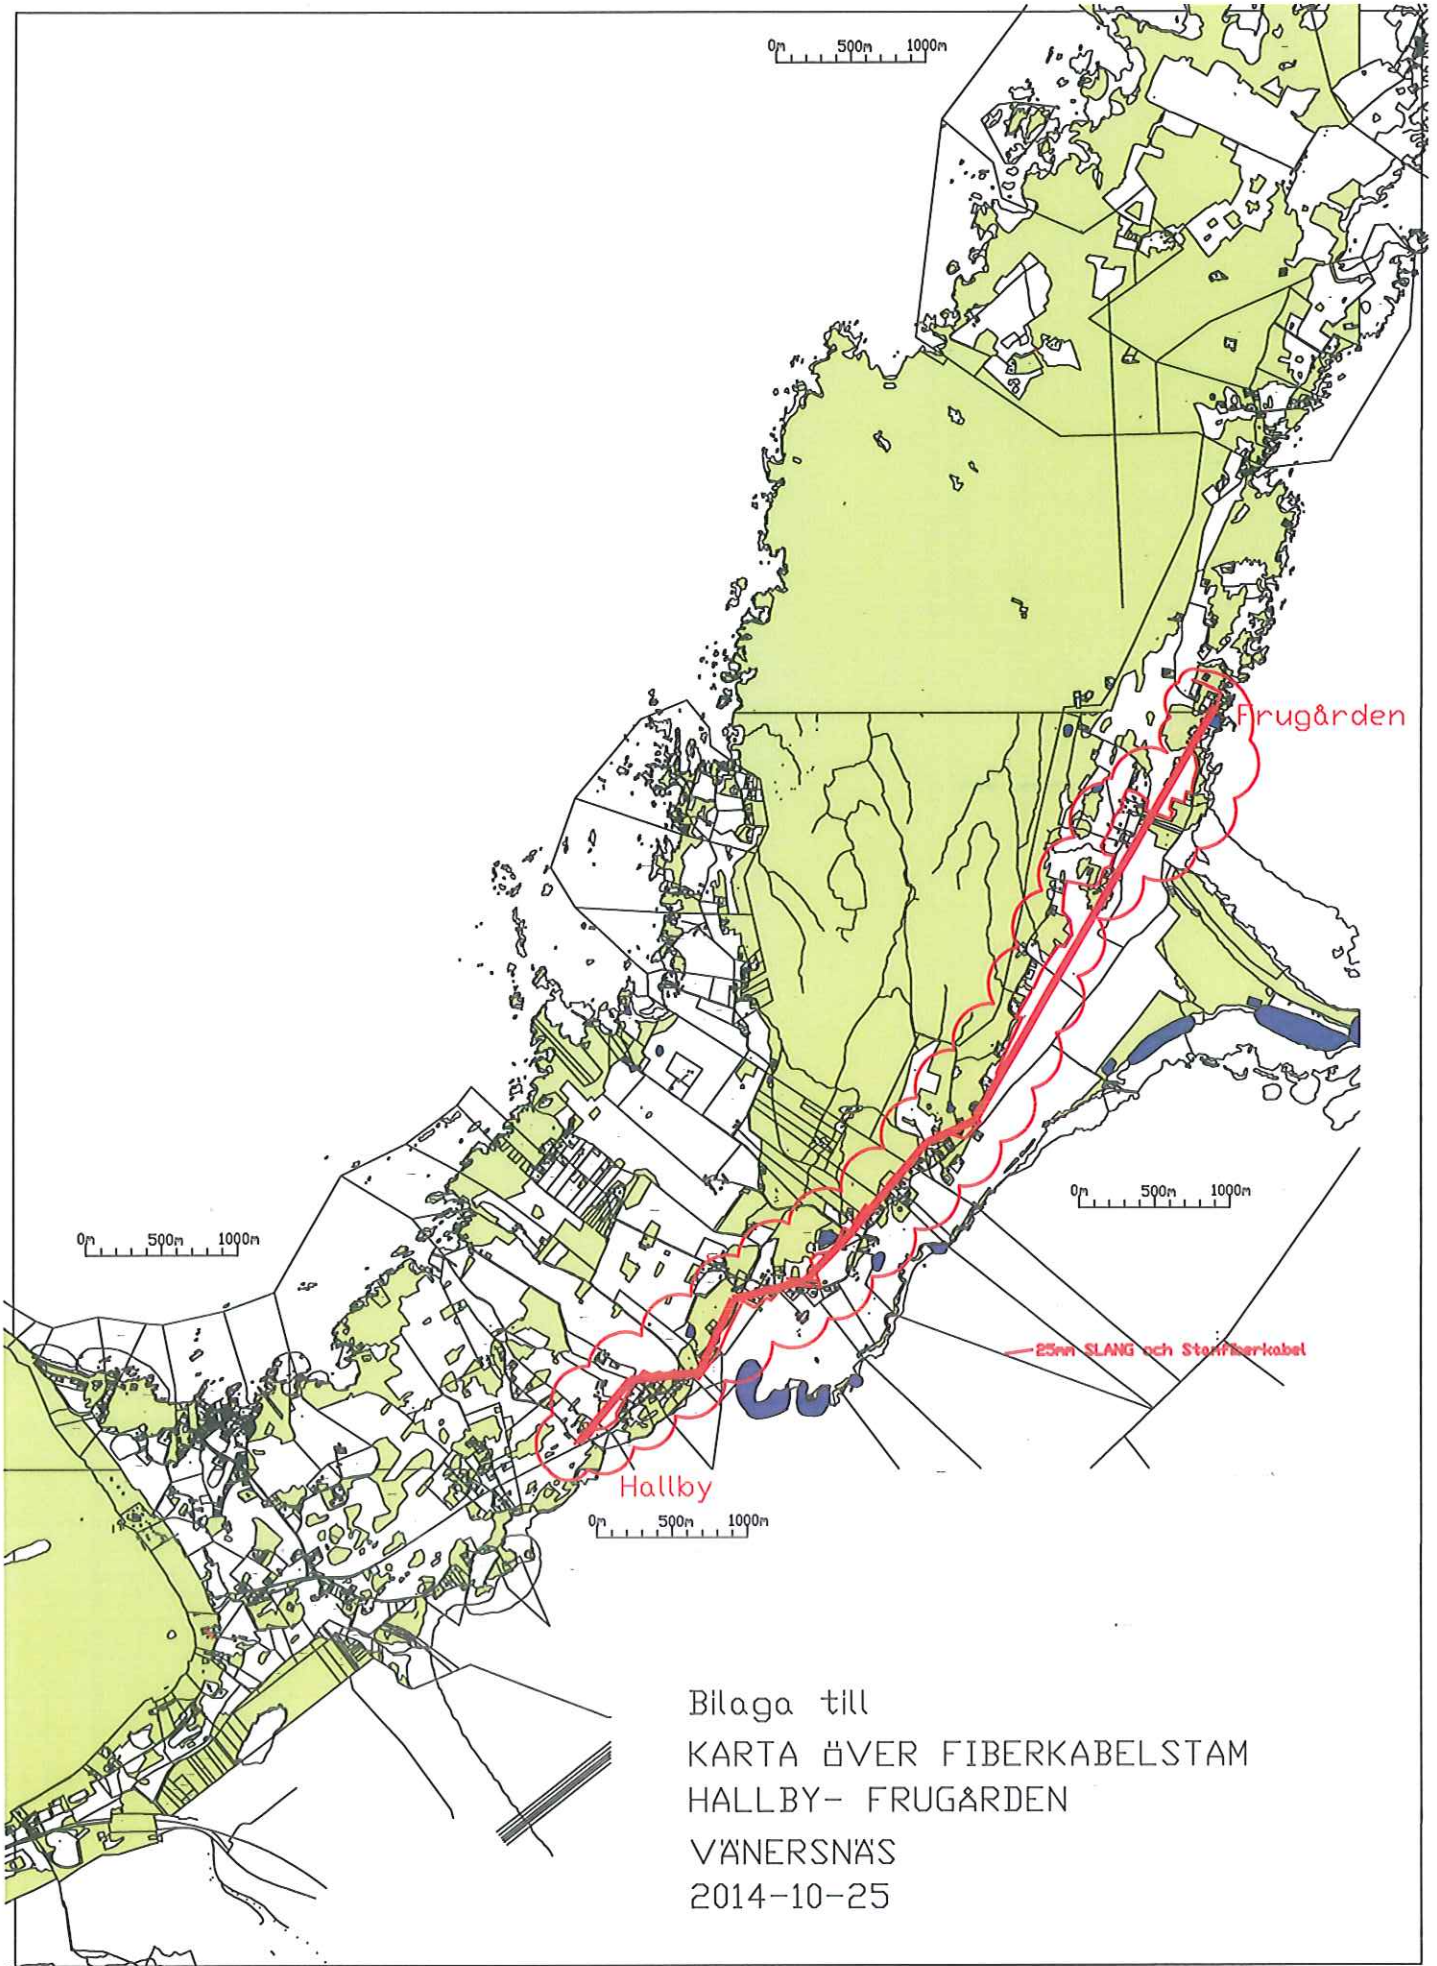 0m 500m 1000m
Frugården
0m 500m 1000m
0m 500m 1000m
25mm SLANG och Stamfiberkabel
Hallby
0m 500m 1000m
Bilaga till
KARTA ÖVER FIBERKABELSTAM
HALLBY- FRUGÅRDEN
VÄNERSNÄS
2014-10-25